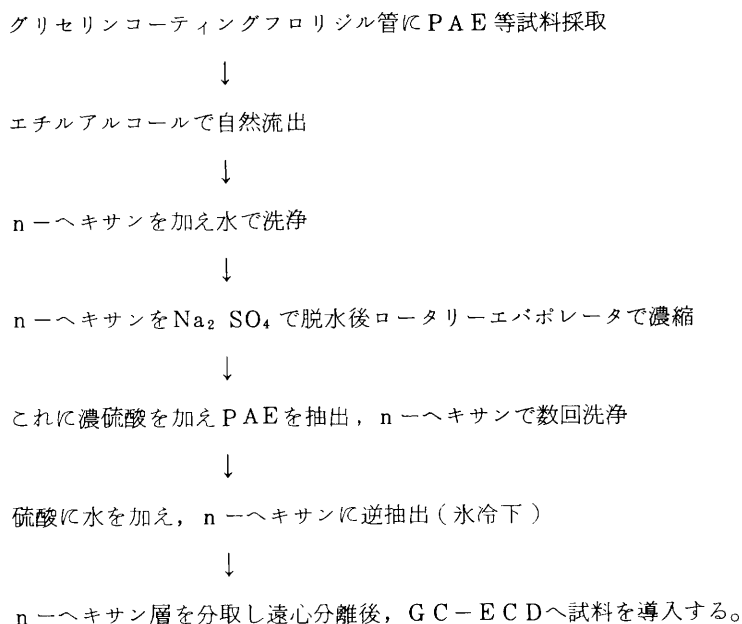 グリセリンコーティングフロリジル管にＰＡＥ等試料採取
↓
エチルアルコールで自然流出
↓
ｎ－ヘキサンを加え水で洗浄
↓
ｎ－ヘキサンをNa₂ SO₄で脱水後ロータリーエバポレータで濃縮
↓
これに濃硫酸を加えＰＡＥを抽出，ｎ－ヘキサンで数回洗浄
↓
硫酸に水を加え，ｎ－ヘキサンに逆抽出（氷冷下）
↓
ｎ－ヘキサン層を分取し遠心分離後，ＧＣ－ＥＣＤへ試料を導入する。